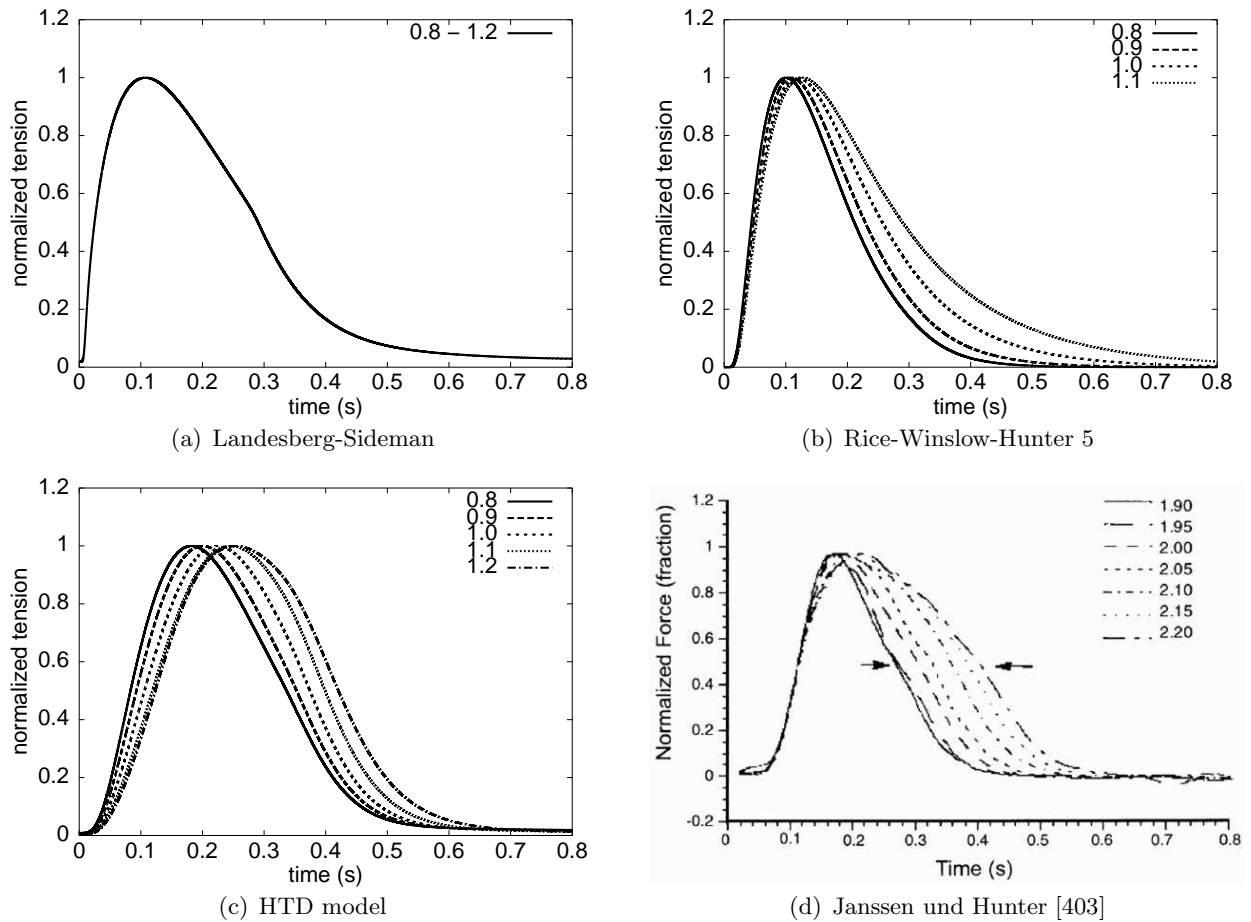 1.2
1
0.8
0.6
0.4
0.2
0
normalized tension
0.8 – 1.2
0 0.1 0.2 0.3 0.4 0.5 0.6 0.7 0.8
time (s)
(a) Landesberg-Sideman
1.2
1
0.8
0.6
0.4
0.2
0
normalized tension
0.8
0.9
1.0
1.1
0 0.1 0.2 0.3 0.4 0.5 0.6 0.7 0.8
time (s)
(b) Rice-Winslow-Hunter 5
1.2
1
0.8
0.6
0.4
0.2
0
normalized tension
0.8
0.9
1.0
1.1
1.2
0 0.1 0.2 0.3 0.4 0.5 0.6 0.7 0.8
time (s)
(c) HTD model
1.2
1
0.8
0.6
0.4
0.2
0
-0.2
Normalized Force (fraction)
1.90
1.95
2.00
2.05
2.10
2.15
2.20
0 0.1 0.2 0.3 0.4 0.5 0.6 0.7 0.8
Time (s)
(d) Janssen und Hunter [403]